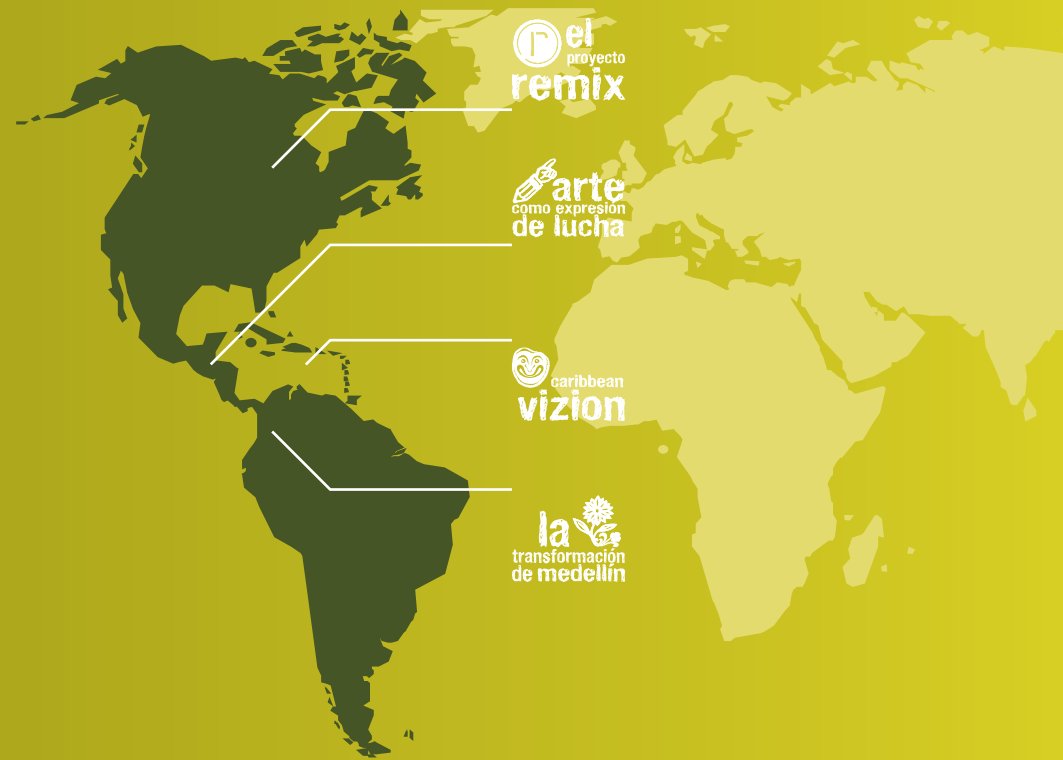 r
el
proyecto
remix
arte
como expresión
de lucha
caribbean
vizion
la
transformación
de medellín